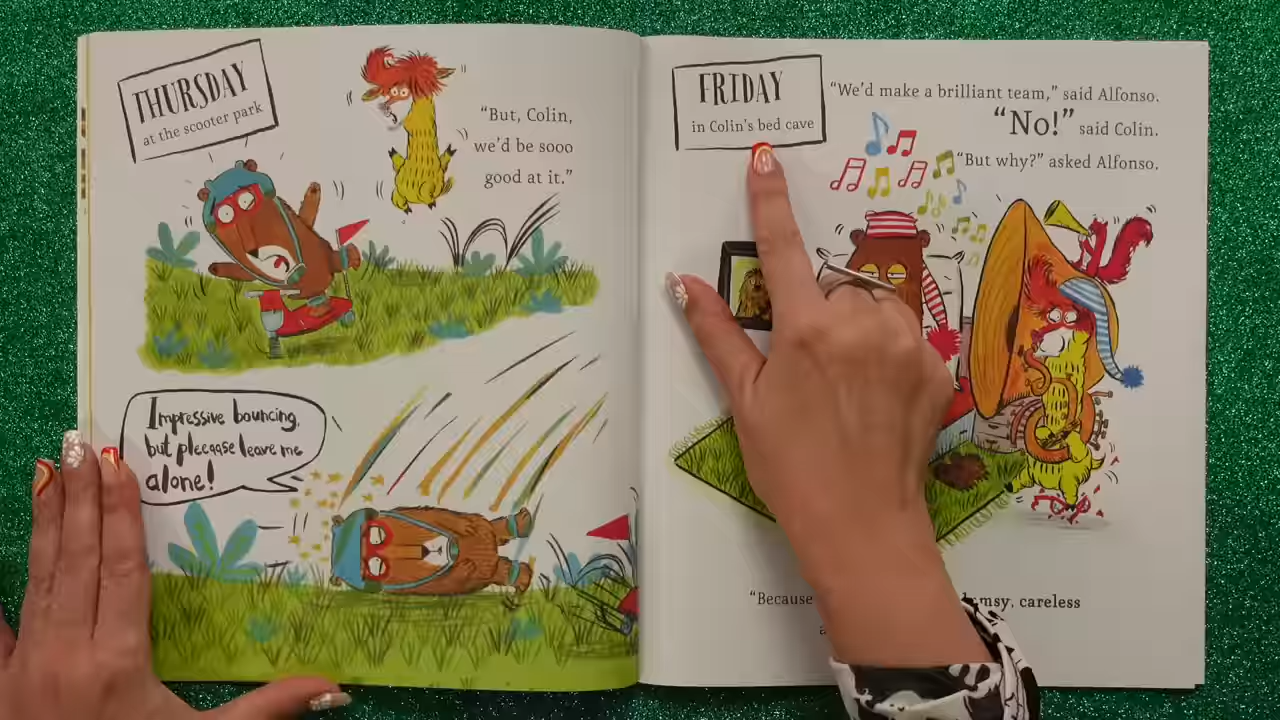 THURSDAY
at the scooter park
“But, Colin,
we’d be sooo
good at it.”
Impressive bouncing,
but pleeaase leave me
alone!
FRIDAY
in Colin’s bed cave
“We’d make a brilliant team,” said Alfonso.
“No!” said Colin.
“But why?” asked Alfonso.
“Because
careless